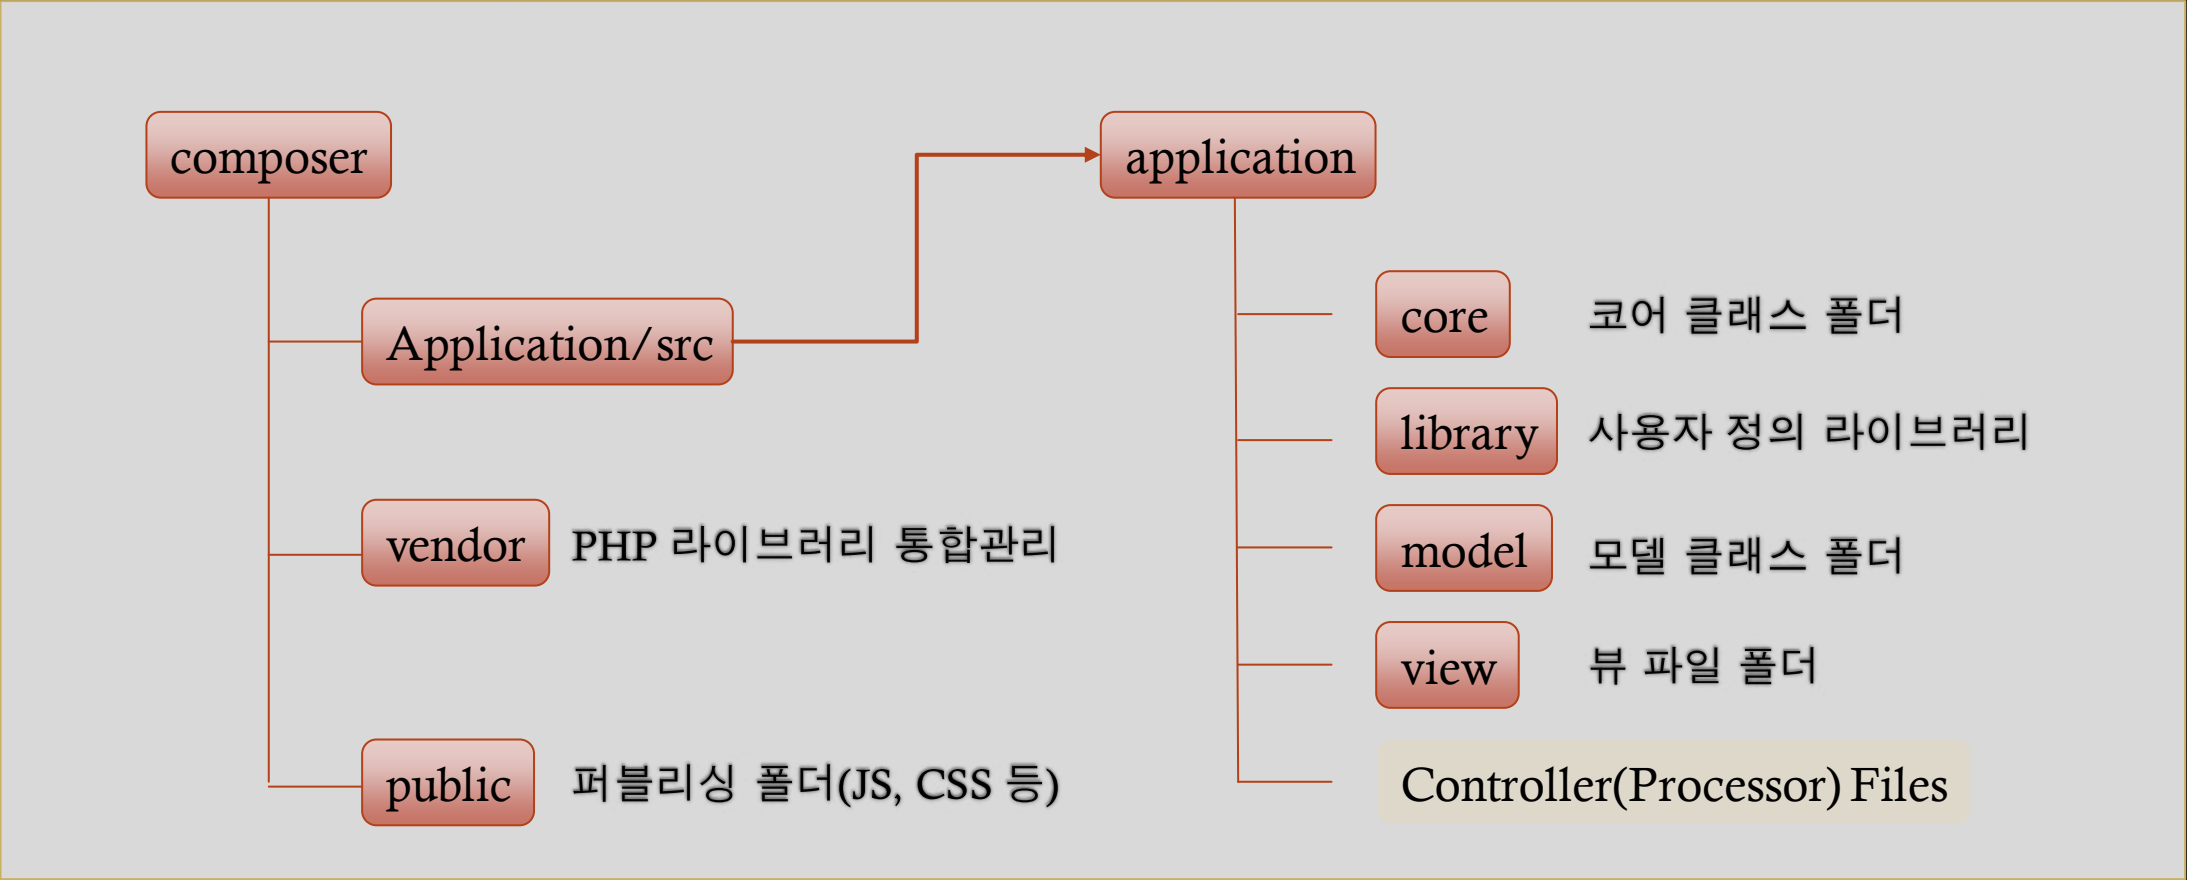 composer
Application/src
vendor
PHP 라이브러리 통합관리
public
퍼블리싱 폴더(JS, CSS 등)
application
core
코어 클래스 폴더
library
사용자 정의 라이브러리
model
모델 클래스 폴더
view
뷰 파일 폴더
Controller(Processor) Files